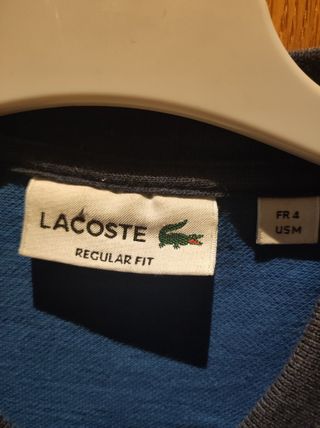 LACOSTE
REGULAR FIT
FR 4
US M